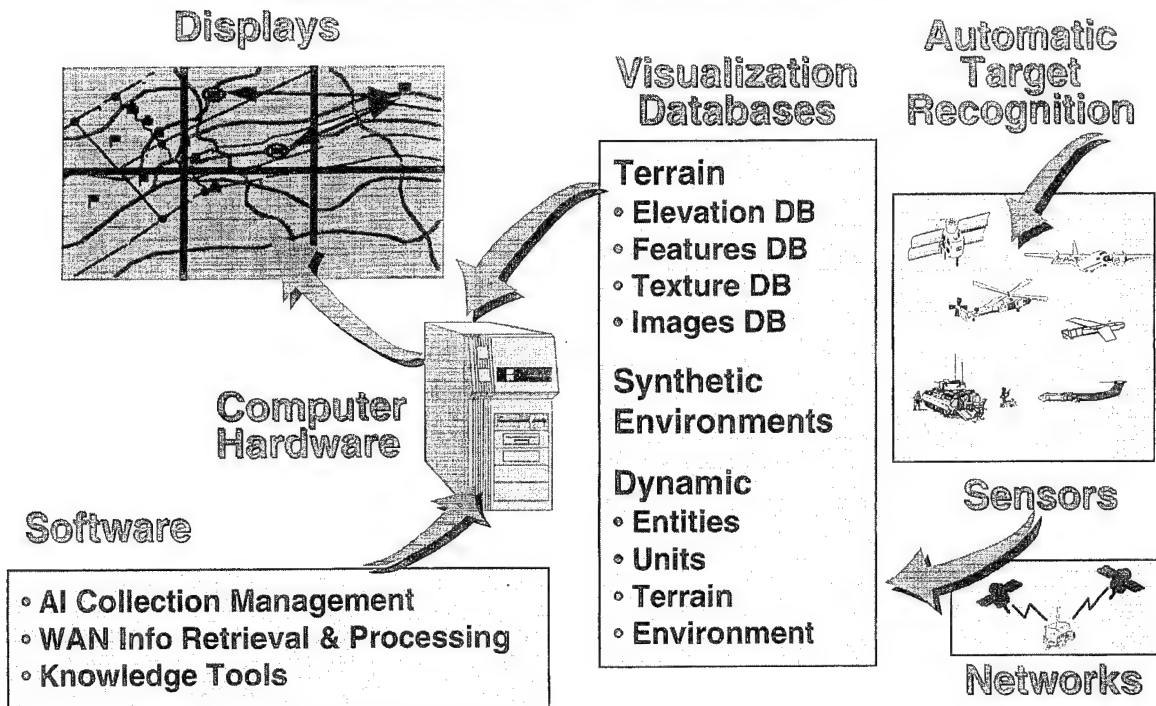 Displays
Visualization
Databases
Automatic
Target
Recognition
Terrain
• Elevation DB
• Features DB
• Texture DB
• Images DB
Synthetic
Environments
Dynamic
• Entities
• Units
• Terrain
• Environment
Computer
Hardware
Software
• AI Collection Management
• WAN Info Retrieval & Processing
• Knowledge Tools
Sensors
Networks